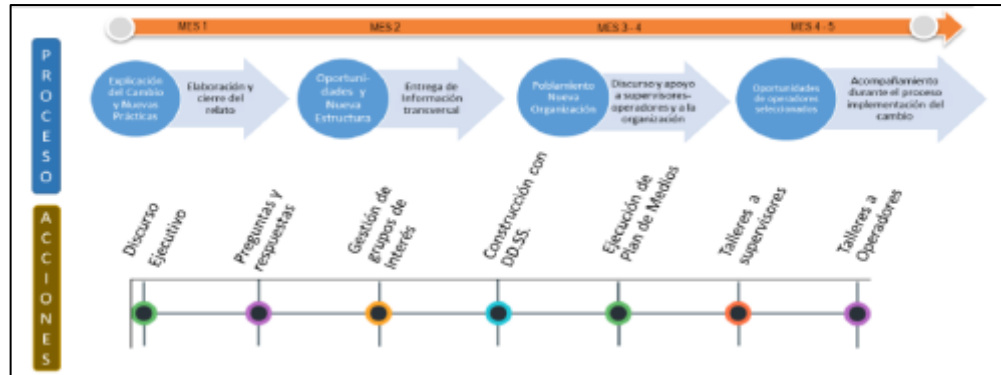 MES 1
MES 2
MES 3 - 4
MES 4 - 5
PROCESO
Explicación
del Cambio
y Nuevas
Prácticas
Elaboración y
cierre del
relato
Oportuni-
dades y
Nueva
Estructura
Entrega de
Información
transversal
Poblamiento
Nueva
Organización
Discurso y apoyo
a supervisores-
operadores y a la
organización
Oportunidades
de operadores
seleccionados
Acompañamiento
durante el proceso
implementación del
cambio
ACCIONES
Discurso
Ejecutivo
Preguntas y
respuestas
Gestión de
grupos de
Interés
Construcción con
DD.SS.
Ejecución de
Plan de Medios
Talleres a
supervisores
Talleres a
Operadores